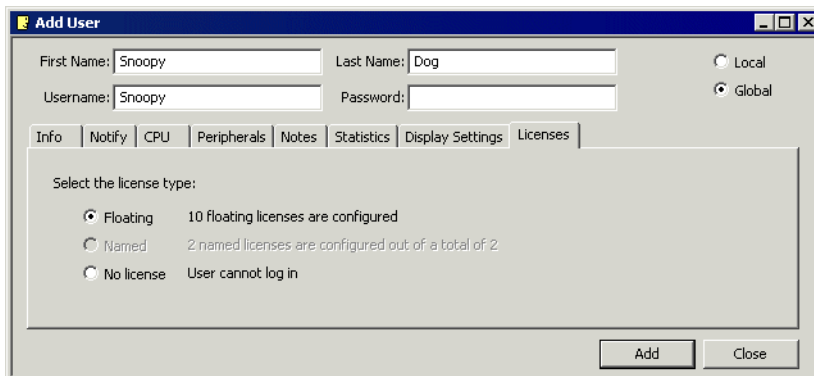 Add User
First Name: Snoopy Last Name: Dog Local
Username: Snoopy Password: Global
Info Notify CPU Peripherals Notes Statistics Display Settings Licenses
Select the license type:
Floating 10 floating licenses are configured
Named 2 named licenses are configured out of a total of 2
No license User cannot log in
Add Close